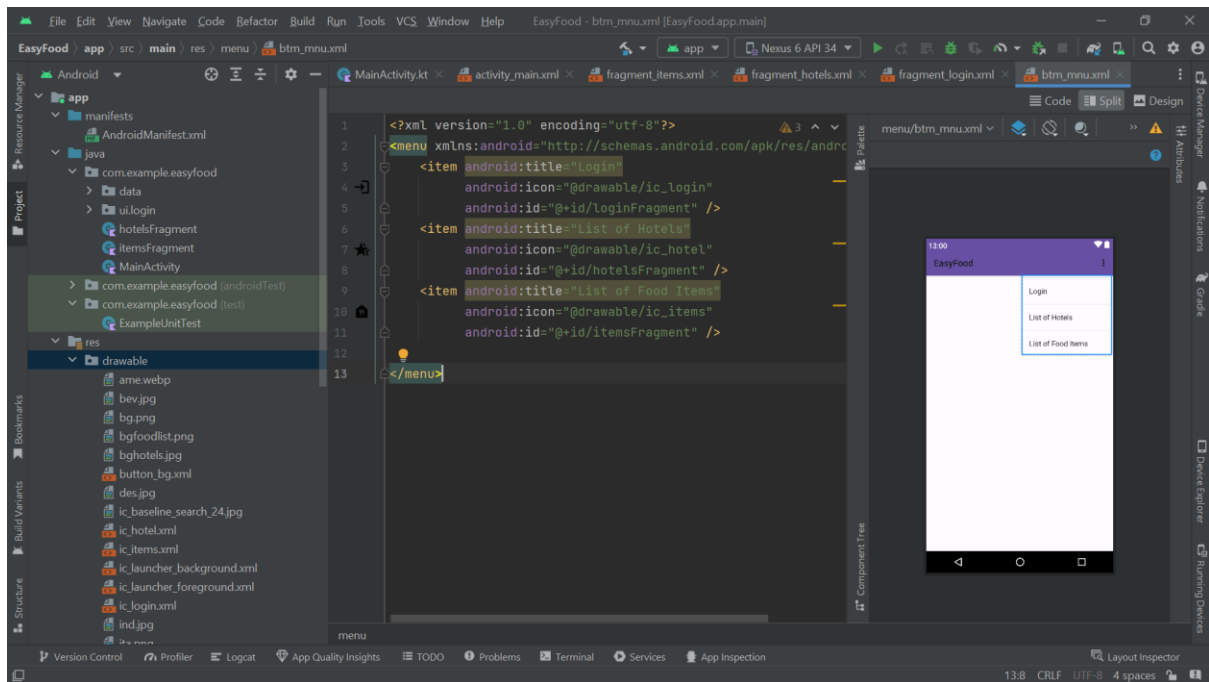 File Edit View Navigate Code Refactor Build Run Tools VCS Window Help EasyFood - btm_mnu.xml [EasyFood.app.main]
EasyFood app src main res menu btm_mnu.xml app Nexus 6 API 34
Android MainActivity.kt activity_main.xml fragment_items.xml fragment_hotels.xml fragment_login.xml btm_mnu.xml
Code Split Design
Resource Manager
Project
Bookmarks
Build Variants
Structure
app
manifests
AndroidManifest.xml
java
com.example.easyfood
data
ui.login
hotelsFragment
itemsFragment
MainActivity
com.example.easyfood (androidTest)
com.example.easyfood (test)
ExampleUnitTest
res
drawable
ame.webp
bev.jpg
bg.png
bgfoodlist.png
bghotels.jpg
button_bg.xml
des.jpg
ic_baseline_search_24.jpg
ic_hotel.xml
ic_items.xml
ic_launcher_background.xml
ic_launcher_foreground.xml
ic_login.xml
ind.jpg
ita.png
1 <?xml version="1.0" encoding="utf-8"?>
2 <menu xmlns:android="http://schemas.android.com/apk/res/andro
3 <item android:title="Login"
4 android:icon="@drawable/ic_login"
5 android:id="@+id/loginFragment" />
6 <item android:title="List of Hotels"
7 android:icon="@drawable/ic_hotel"
8 android:id="@+id/hotelsFragment" />
9 <item android:title="List of Food Items"
10 android:icon="@drawable/ic_items"
11 android:id="@+id/itemsFragment" />
12
13 </menu>
3
menu
Palette
Component Tree
menu/btm_mnu.xml
13:00
EasyFood
Login
List of Hotels
List of Food Items
Attributes
Device Manager
Notifications
Gradle
Device Explorer
Running Devices
Version Control Profiler Logcat App Quality Insights TODO Problems Terminal Services App Inspection Layout Inspector
13:8 CRLF UTF-8 4 spaces